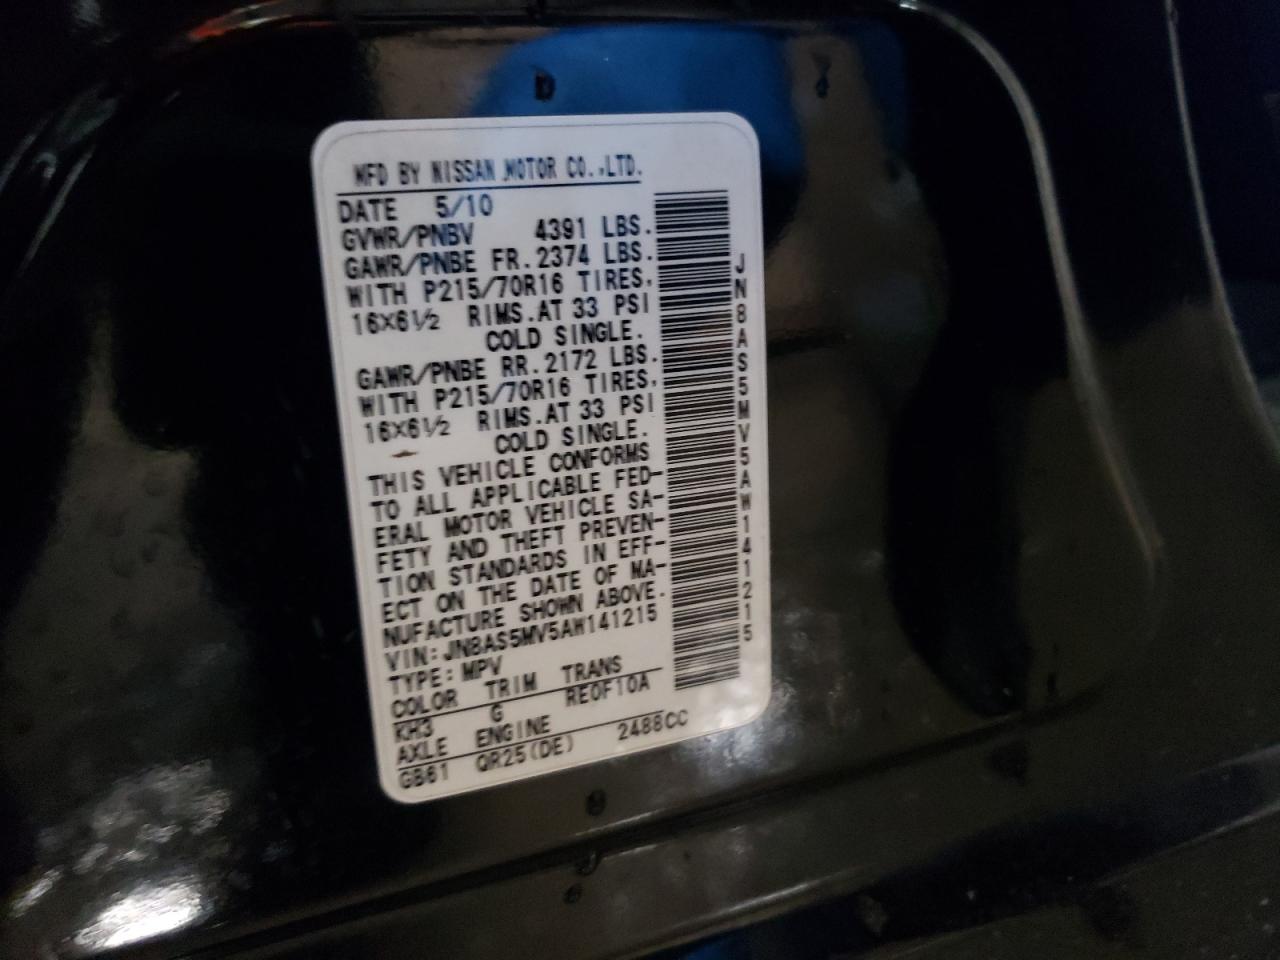 MFD BY NISSAN MOTOR CO.,LTD.
DATE 5/10
GVWR/PNBV 4391 LBS.
GAWR/PNBE FR.2374 LBS.
WITH P215/70R16 TIRES,
16X6 1/2 RIMS.AT 33 PSI
COLD SINGLE.
GAWR/PNBE RR.2172 LBS.
WITH P215/70R16 TIRES,
16X6 1/2 RIMS.AT 33 PSI
COLD SINGLE.
THIS VEHICLE CONFORMS
TO ALL APPLICABLE FED-
ERAL MOTOR VEHICLE SA-
FETY AND THEFT PREVEN-
TION STANDARDS IN EFF-
ECT ON THE DATE OF MA-
NUFACTURE SHOWN ABOVE.
VIN:JN8AS5MV5AW141215
TYPE:MPV
COLOR TRIM TRANS
KH3 G RE0F10A
AXLE ENGINE
GB61 QR25(DE) 2488CC
JN8AS5MV5AW141215